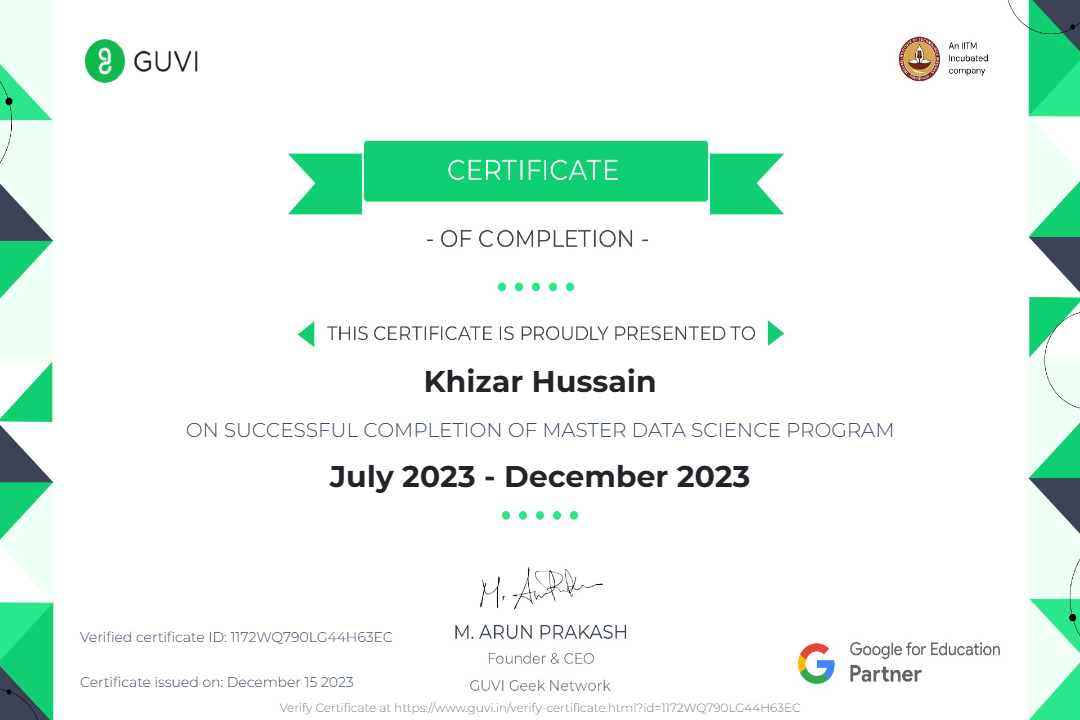 GUVI
An IITM
Incubated
company
CERTIFICATE
- OF COMPLETION -
THIS CERTIFICATE IS PROUDLY PRESENTED TO
Khizar Hussain
ON SUCCESSFUL COMPLETION OF MASTER DATA SCIENCE PROGRAM
July 2023 - December 2023
M. ARUN PRAKASH
Founder & CEO
GUVI Geek Network
Verified certificate ID: 1172WQ790LG44H63EC
Certificate issued on: December 15 2023
Google for Education
Partner
Verify Certificate at https://www.guvi.in/verify-certificate.html?id=1172WQ790LG44H63EC